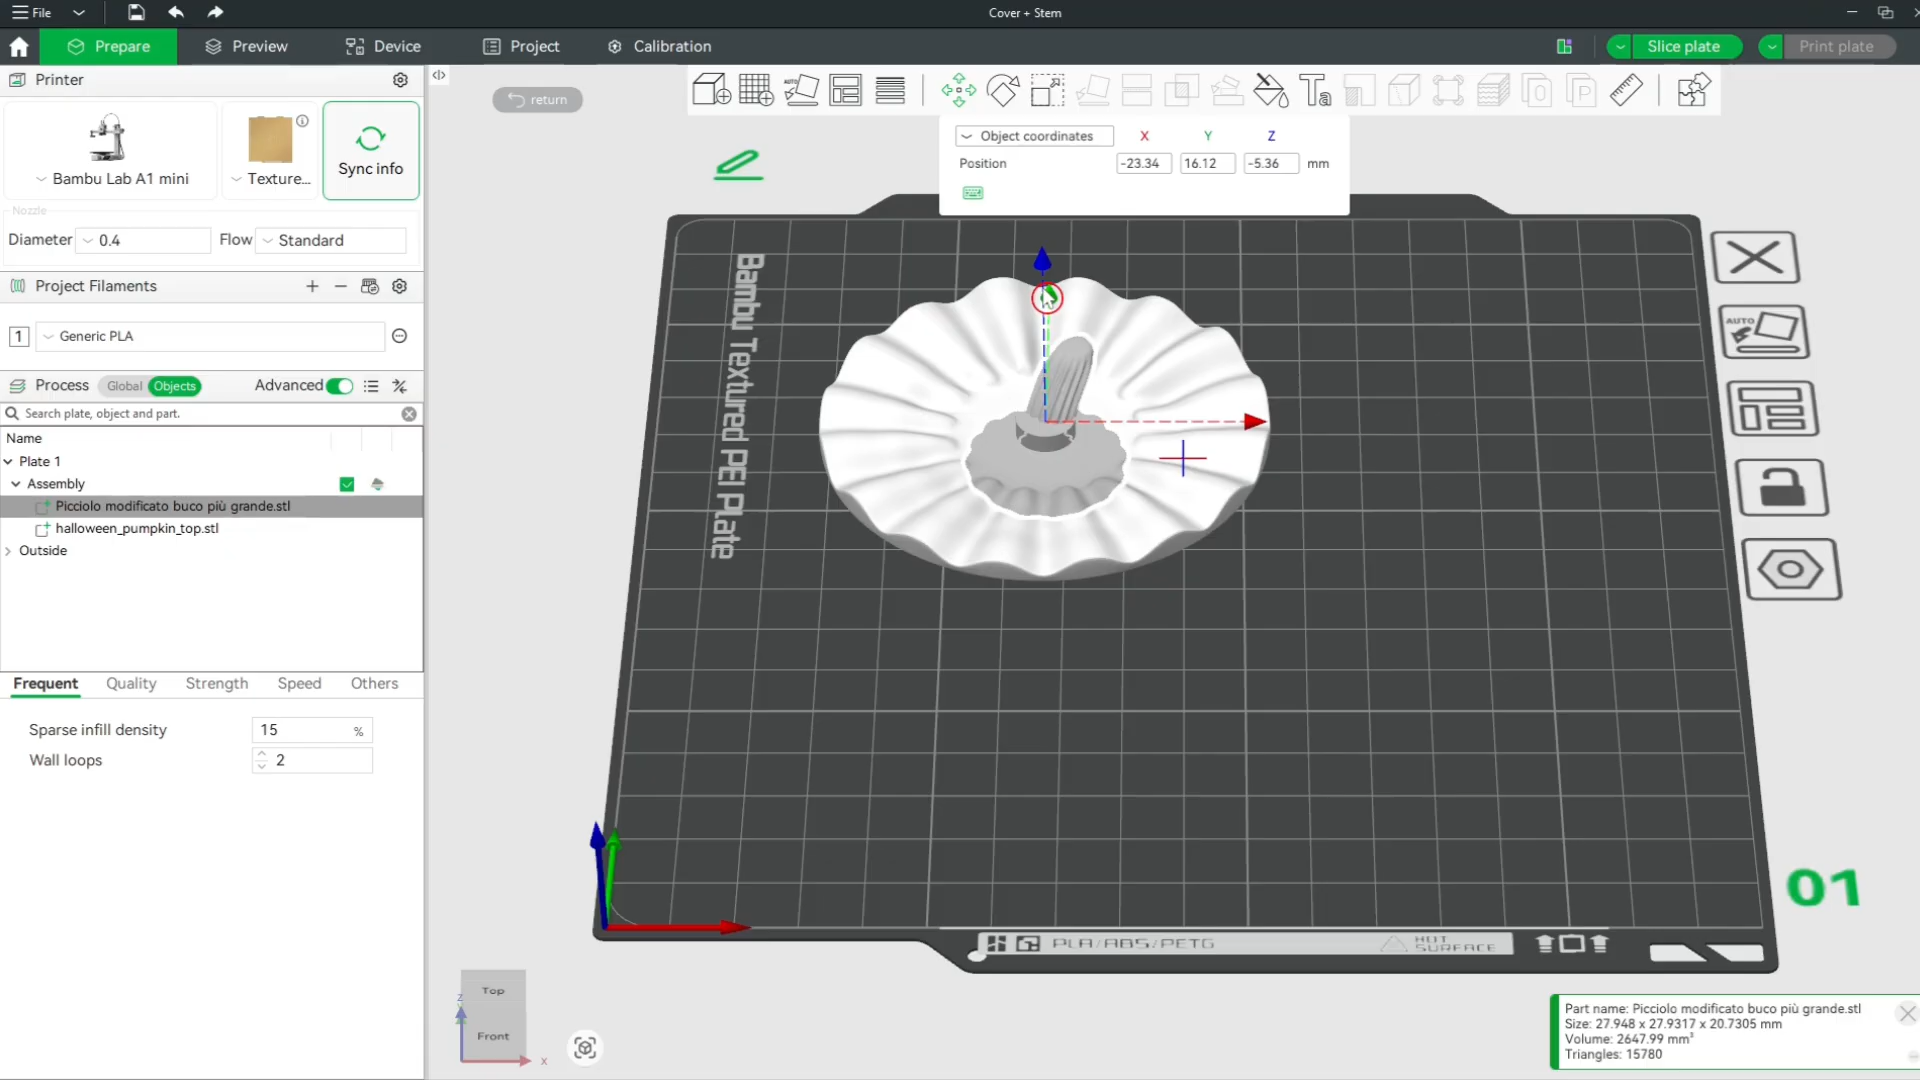 File
Cover + Stem
Prepare
Preview
Device
Project
Calibration
Slice plate
Print plate
Printer
return
Object coordinates X Y Z
Position -23.34 16.12 -5.36 mm
Bambu Lab A1 mini
Texture...
Sync info
Nozzle
Diameter 0.4 Flow Standard
Project Filaments
1 Generic PLA
Process Global Objects Advanced
Search plate, object and part.
Name
Plate 1
Assembly
Picciolo modificato buco più grande.stl
halloween_pumpkin_top.stl
Outside
Frequent Quality Strength Speed Others
Sparse infill density 15 %
Wall loops 2
Bambu Textured PEI Plate
AUTO
AUTO
01
PLA/ABS/PETG
HOT
SURFACE
Top
Front
Z
X
Part name: Picciolo modificato buco più grande.stl
Size: 27.948 x 27.9317 x 20.7305 mm
Volume: 2647.99 mm³
Triangles: 15780